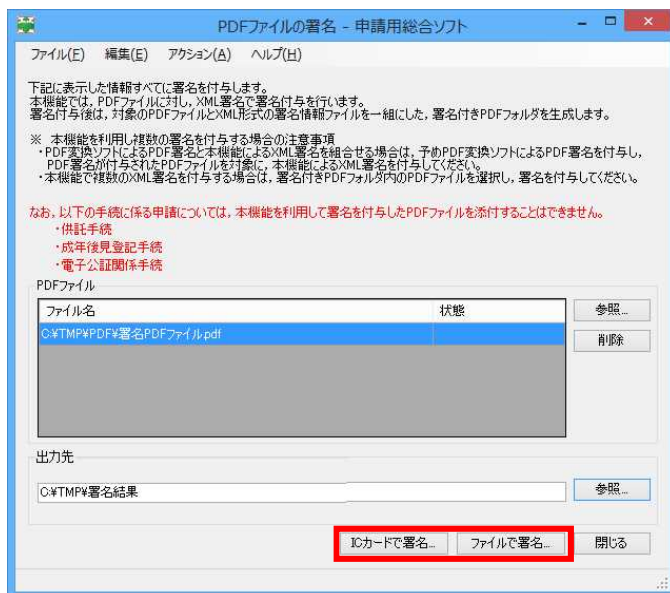 PDFファイルの署名 - 申請用総合ソフト
ファイル(F) 編集(E) アクション(A) ヘルプ(H)
下記に表示した情報すべてに署名を付与します。
本機能では,PDFファイルに対し,XML署名で署名付与を行います。
署名付与後は,対象のPDFファイルとXML形式の署名情報ファイルを一組にした,署名付きPDFフォルダを生成します。
※ 本機能を利用し複数の署名を付与する場合の注意事項
・PDF変換ソフトによるPDF署名と本機能によるXML署名を組合せる場合は,予めPDF変換ソフトによるPDF署名を付与し,
PDF署名が付与されたPDFファイルを対象に,本機能によるXML署名を付与してください。
・本機能で複数のXML署名を付与する場合は,署名付きPDFフォルダ内のPDFファイルを選択し,署名を付与してください。
なお,以下の手続に係る申請については,本機能を利用して署名を付与したPDFファイルを添付することはできません。
・供託手続
・成年後見登記手続
・電子公証関係手続
PDFファイル
ファイル名 状態 参照...
C:¥TMP¥PDF¥署名PDFファイル.pdf 削除
出力先
C:¥TMP¥署名結果 参照...
ICカードで署名... ファイルで署名... 閉じる